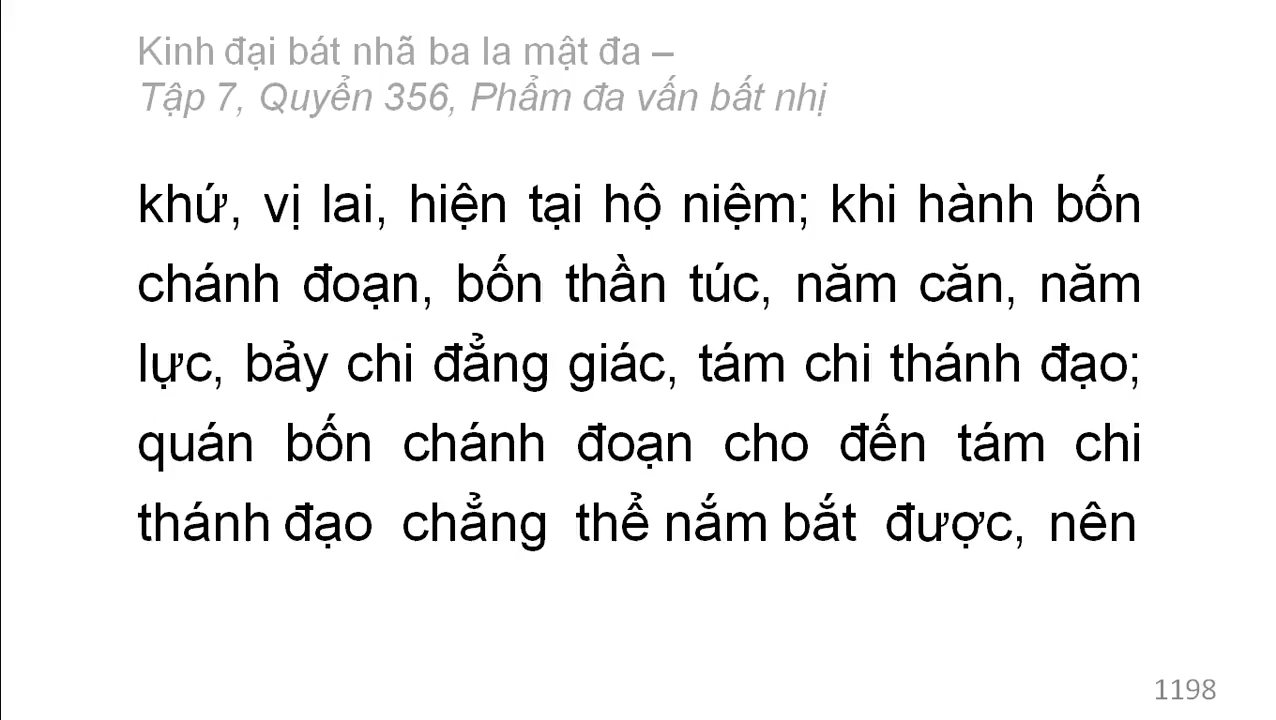 Kinh đại bát nhã ba la mật đa –
Tập 7, Quyển 356, Phẩm đa vấn bất nhị
khứ, vị lai, hiện tại hộ niệm; khi hành bốn
chánh đoạn, bốn thần túc, năm căn, năm
lực, bảy chi đẳng giác, tám chi thánh đạo;
quán bốn chánh đoạn cho đến tám chi
thánh đạo chẳng thể nắm bắt được, nên
1198